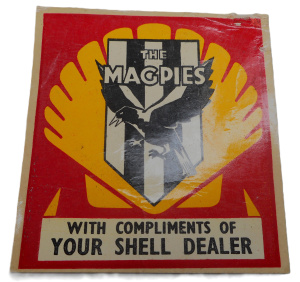 THE
MAGPIES
WITH COMPLIMENTS OF
YOUR SHELL DEALER